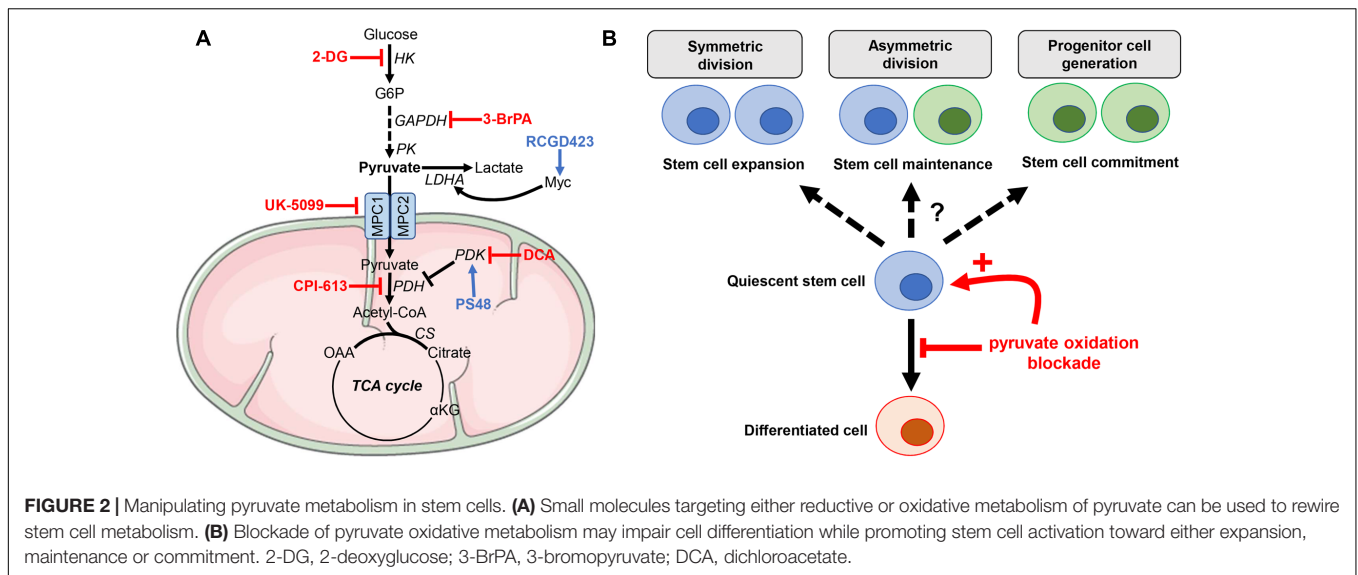 A
Glucose
2-DG
HK
G6P
GAPDH
3-BrPA
PK
RCGD423
Pyruvate
Lactate
LDHA
Myc
UK-5099
MPC1
MPC2
Pyruvate
PDK
DCA
CPI-613
PDH
PS48
Acetyl-CoA
CS
OAA
Citrate
TCA cycle
αKG
B
Symmetric
division
Asymmetric
division
Progenitor cell
generation
Stem cell expansion
Stem cell maintenance
Stem cell commitment
?
+
Quiescent stem cell
pyruvate oxidation
blockade
Differentiated cell
FIGURE 2 | Manipulating pyruvate metabolism in stem cells. (A) Small molecules targeting either reductive or oxidative metabolism of pyruvate can be used to rewire
stem cell metabolism. (B) Blockade of pyruvate oxidative metabolism may impair cell differentiation while promoting stem cell activation toward either expansion,
maintenance or commitment. 2-DG, 2-deoxyglucose; 3-BrPA, 3-bromopyruvate; DCA, dichloroacetate.